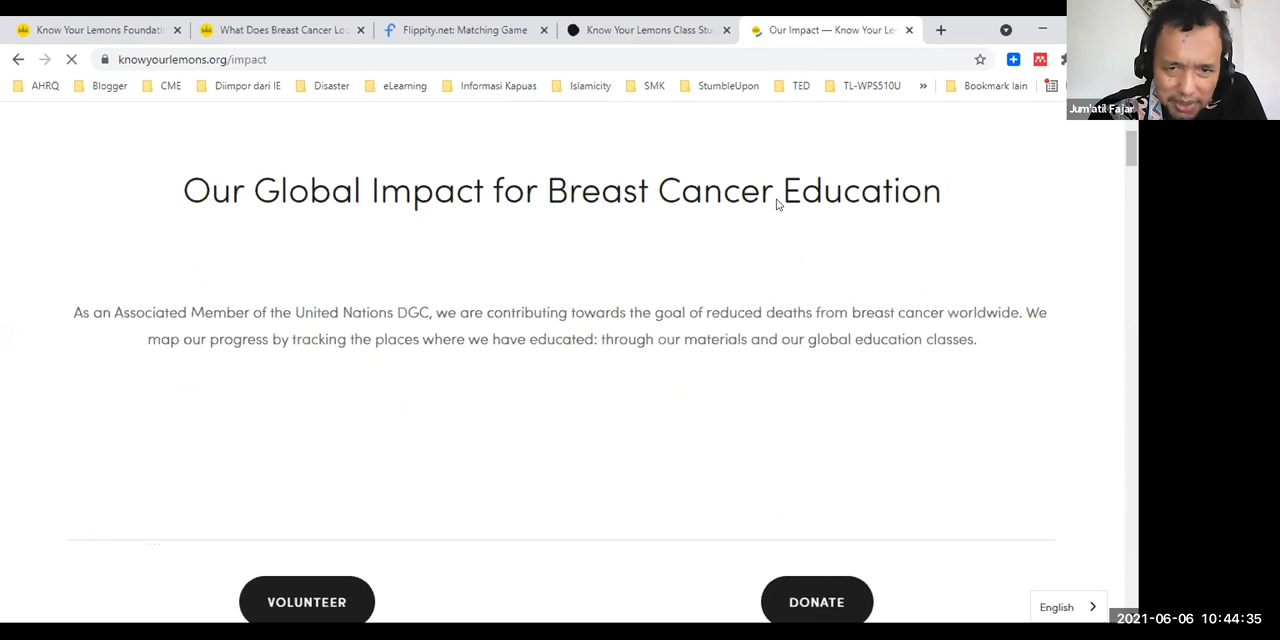 Know Your Lemons Foundati
What Does Breast Cancer Lo
Flippity.net: Matching Game
Know Your Lemons Class Stu
Our Impact — Know Your Le
knowyourlemons.org/impact
AHRQ
Blogger
CME
Diimpor dari IE
Disaster
eLearning
Informasi Kapuas
Islamicity
SMK
StumbleUpon
TED
TL-WPS510U
»
Bookmark lain
Jum'atil Fajar
Our Global Impact for Breast Cancer Education
As an Associated Member of the United Nations DGC, we are contributing towards the goal of reduced deaths from breast cancer worldwide. We
map our progress by tracking the places where we have educated: through our materials and our global education classes.
VOLUNTEER
DONATE
English
2021-06-06 10:44:35